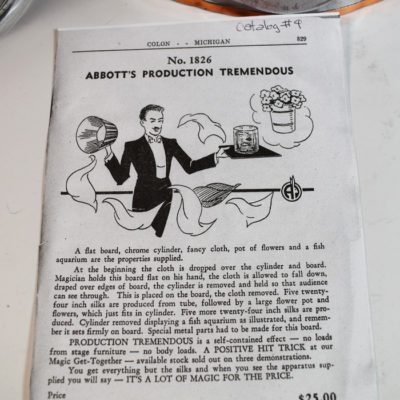 Catalog #9
COLON - - MICHIGAN 529
No. 1826
ABBOTT'S PRODUCTION TREMENDOUS
A flat board, chrome cylinder, fancy cloth, pot of flowers and a fish
aquarium are the properties supplied.
At the beginning the cloth is dropped over the cylinder and board.
Magician holds this board flat on his hand, the cloth is allowed to fall down,
draped over edges of board, the cylinder is removed and held so that audience
can see through. This is placed on the board, the cloth removed. Five twenty-
four inch silks are produced from tube, followed by a large flower pot and
flowers, which just fits in cylinder. Five more twenty-four inch silks are pro-
duced. Cylinder removed displaying a fish aquarium as illustrated, and remem-
ber it sets firmly on board. Special metal parts had to be made for this board.
PRODUCTION TREMENDOUS is a self-contained effect — no loads
from stage furniture — no body loads. A POSITIVE HIT TRICK at our
Magic Get-Together — available stock sold out on three demonstrations.
You get everything but the silks and when you see the apparatus sup-
plied you will say — IT'S A LOT OF MAGIC FOR THE PRICE.
Price $25.00